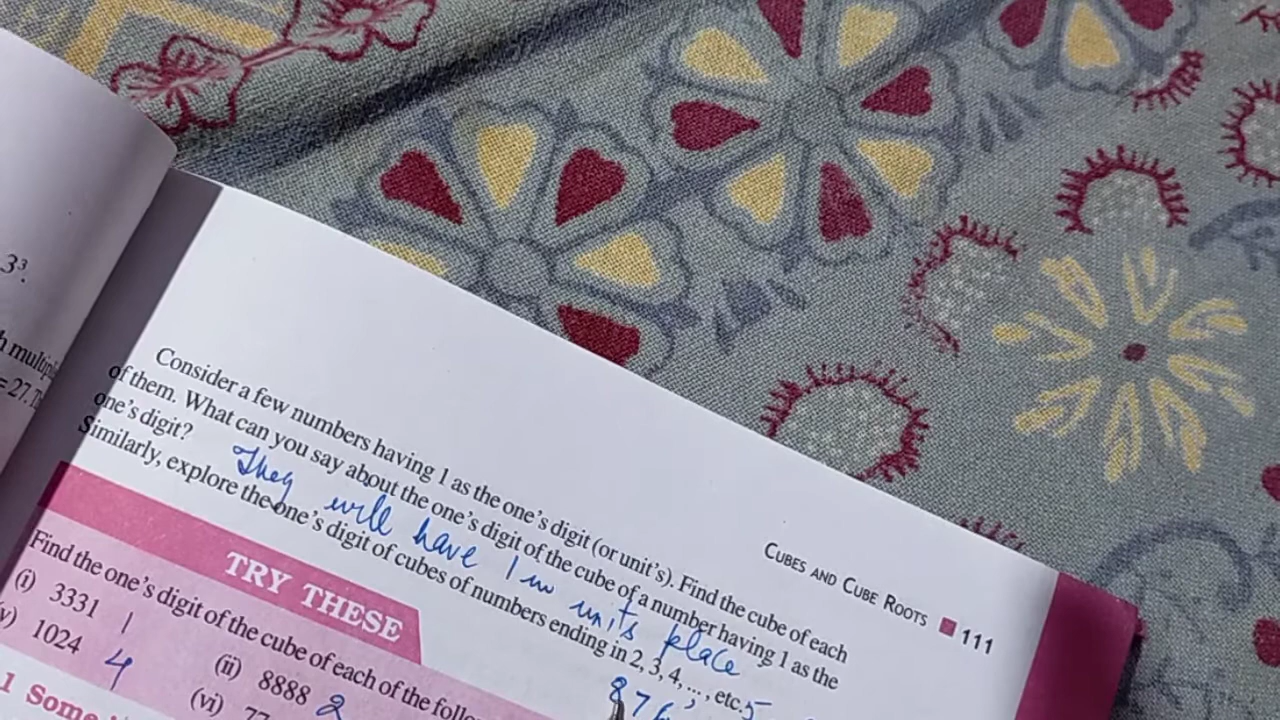 3³.
= 27.
CUBES AND CUBE ROOTS ■ 111
Consider a few numbers having 1 as the one's digit (or unit's). Find the cube of each
of them. What can you say about the one's digit of the cube of a number having 1 as the
one's digit? They will have 1 in units place
Similarly, explore the one's digit of cubes of numbers ending in 2, 3, 4, ... , etc.
8 7
TRY THESE
Find the one's digit of the cube of each of the
(i) 3331 1 (ii) 8888 2
1024 4 (vi) 77
1 Some